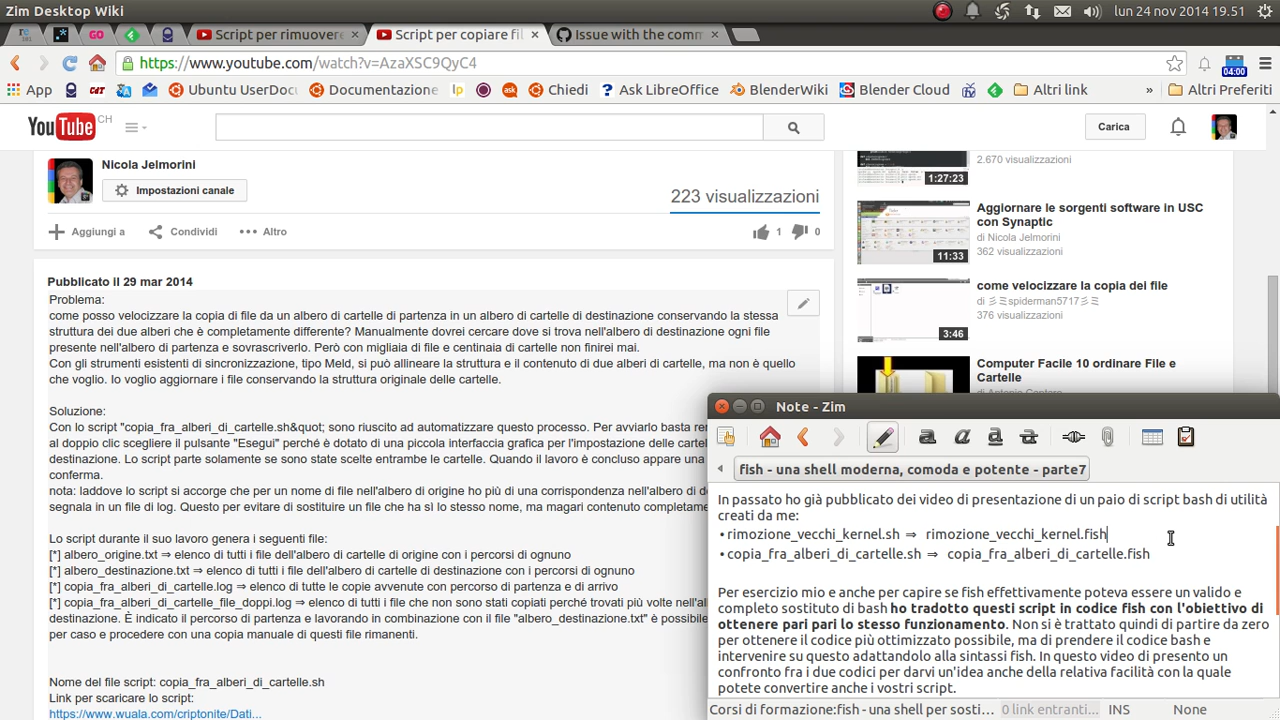 Zim Desktop Wiki
lun 24 nov 2014 19.51
Script per rimuovere
Script per copiare fil
Issue with the comm
https://www.youtube.com/watch?v=AzaXSC9QyC4
04:00
App
Ubuntu UserDocu
Documentazione
lp
ask
Chiedi
Ask LibreOffice
BlenderWiki
Blender Cloud
Altri link
»
Altri Preferiti
YouTube CH
Carica
Nicola Jelmorini
Impostazioni canale
223 visualizzazioni
Aggiungi a
Condividi
Altro
1
0
2.670 visualizzazioni
1:27:23
Aggiornare le sorgenti software in USC
con Synaptic
di Nicola Jelmorini
362 visualizzazioni
11:33
come velocizzare la copia dei file
di 彡ミspiderman5717彡ミ
376 visualizzazioni
3:46
Computer Facile 10 ordinare File e
Cartelle
Pubblicato il 29 mar 2014
Problema:
come posso velocizzare la copia di file da un albero di cartelle di partenza in un albero di cartelle di destinazione conservando la stessa
struttura dei due alberi che è completamente differente? Manualmente dovrei cercare dove si trova nell'albero di destinazione ogni file
presente nell'albero di partenza e sovrascriverlo. Però con migliaia di file e centinaia di cartelle non finirei mai.
Con gli strumenti esistenti di sincronizzazione, tipo Meld, si può allineare la struttura e il contenuto di due alberi di cartelle, ma non è quello
che voglio. Io voglio aggiornare i file conservando la struttura originale delle cartelle.
Soluzione:
Con lo script "copia_fra_alberi_di_cartelle.sh&quot; sono riuscito ad automatizzare questo processo. Per avviarlo basta ren
al doppio clic scegliere il pulsante "Esegui" perché è dotato di una piccola interfaccia grafica per l'impostazione delle cartel
destinazione. Lo script parte solamente se sono state scelte entrambe le cartelle. Quando il lavoro è concluso appare una
conferma.
nota: laddove lo script si accorge che per un nome di file nell'albero di origine ho più di una corrispondenza nell'albero di de
segnala in un file di log. Questo per evitare di sostituire un file che ha sì lo stesso nome, ma magari contenuto completame
Lo script durante il suo lavoro genera i seguenti file:
[*] albero_origine.txt ⇒ elenco di tutti i file dell'albero di cartelle di origine con i percorsi di ognuno
[*] albero_destinazione.txt ⇒ elenco di tutti i file dell'albero di cartelle di destinazione con i percorsi di ognuno
[*] copia_fra_alberi_di_cartelle.log ⇒ elenco di tutte le copie avvenute con percorso di partenza e di arrivo
[*] copia_fra_alberi_di_cartelle_file_doppi.log ⇒ elenco di tutti i file che non sono stati copiati perché trovati più volte nell'al
destinazione. È indicato il percorso di partenza e lavorando in combinazione con il file "albero_destinazione.txt" è possibile
per caso e procedere con una copia manuale di questi file rimanenti.
Nome del file script: copia_fra_alberi_di_cartelle.sh
Link per scaricare lo script:
https://www.wuala.com/criptonite/Dati...
Note - Zim
fish - una shell moderna, comoda e potente - parte7
In passato ho già pubblicato dei video di presentazione di un paio di script bash di utilità
creati da me:
• rimozione_vecchi_kernel.sh ⇒ rimozione_vecchi_kernel.fish
• copia_fra_alberi_di_cartelle.sh ⇒ copia_fra_alberi_di_cartelle.fish
Per esercizio mio e anche per capire se fish effettivamente poteva essere un valido e
completo sostituto di bash ho tradotto questi script in codice fish con l'obiettivo di
ottenere pari pari lo stesso funzionamento. Non si è trattato quindi di partire da zero
per ottenere il codice più ottimizzato possibile, ma di prendere il codice bash e
intervenire su questo adattandolo alla sintassi fish. In questo video di presento un
confronto fra i due codici per darvi un'idea anche della relativa facilità con la quale
potete convertire anche i vostri script.
Corsi di formazione:fish - una shell per sosti...
0 link entranti...
INS
None